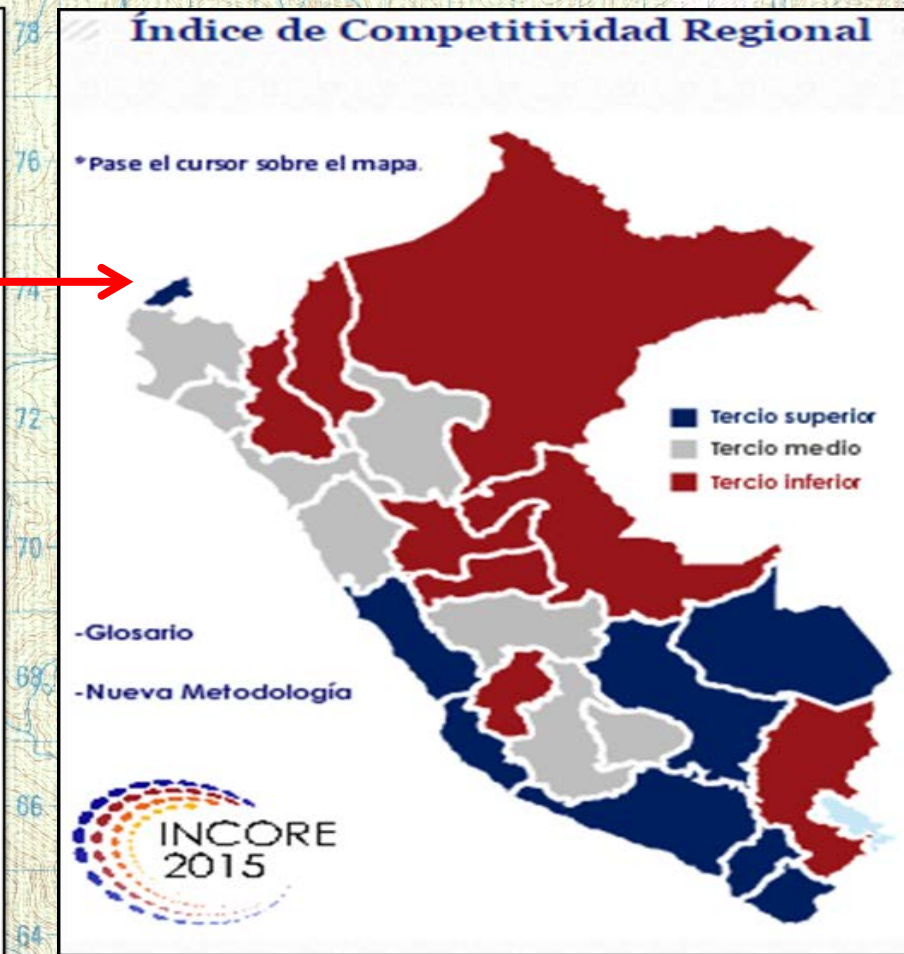 Índice de Competitividad Regional
*Pase el cursor sobre el mapa.
Tercio superior
Tercio medio
Tercio inferior
-Glosario
-Nueva Metodología
INCORE
2015
78
76
74
72
70
68
66
64